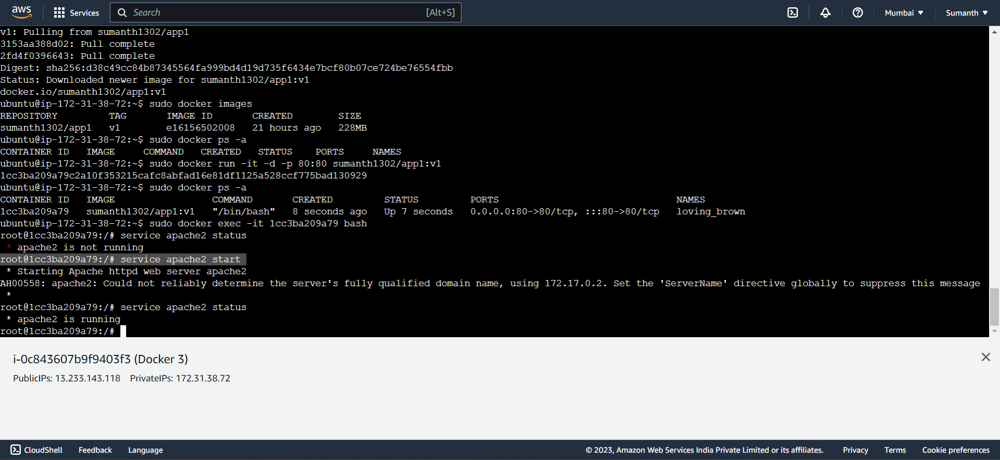 aws
Services
Search
[Alt+S]
Mumbai
Sumanth
v1: Pulling from sumanth1302/app1
3153aa388d02: Pull complete
2fd4f0396643: Pull complete
Digest: sha256:d38c49cc84b87345564fa999bd4d19d735f6434e7bcf80b07ce724be76554fbb
Status: Downloaded newer image for sumanth1302/app1:v1
docker.io/sumanth1302/app1:v1
ubuntu@ip-172-31-38-72:~$ sudo docker images
REPOSITORY TAG IMAGE ID CREATED SIZE
sumanth1302/app1 v1 e16156502008 21 hours ago 228MB
ubuntu@ip-172-31-38-72:~$ sudo docker ps -a
CONTAINER ID IMAGE COMMAND CREATED STATUS PORTS NAMES
ubuntu@ip-172-31-38-72:~$ sudo docker run -it -d -p 80:80 sumanth1302/app1:v1
1cc3ba209a79c2a10f353215cafc8abfad16e81df1125a528ccf775bad130929
ubuntu@ip-172-31-38-72:~$ sudo docker ps -a
CONTAINER ID IMAGE COMMAND CREATED STATUS PORTS NAMES
1cc3ba209a79 sumanth1302/app1:v1 "/bin/bash" 8 seconds ago Up 7 seconds 0.0.0.0:80->80/tcp, :::80->80/tcp loving_brown
ubuntu@ip-172-31-38-72:~$ sudo docker exec -it 1cc3ba209a79 bash
root@1cc3ba209a79:/# service apache2 status
* apache2 is not running
root@1cc3ba209a79:/# service apache2 start
* Starting Apache httpd web server apache2
AH00558: apache2: Could not reliably determine the server's fully qualified domain name, using 172.17.0.2. Set the 'ServerName' directive globally to suppress this message
*
root@1cc3ba209a79:/# service apache2 status
* apache2 is running
root@1cc3ba209a79:/#
i-0c843607b9f9403f3 (Docker 3)
PublicIPs: 13.233.143.118 PrivateIPs: 172.31.38.72
CloudShell
Feedback
Language
© 2023, Amazon Web Services India Private Limited or its affiliates.
Privacy
Terms
Cookie preferences